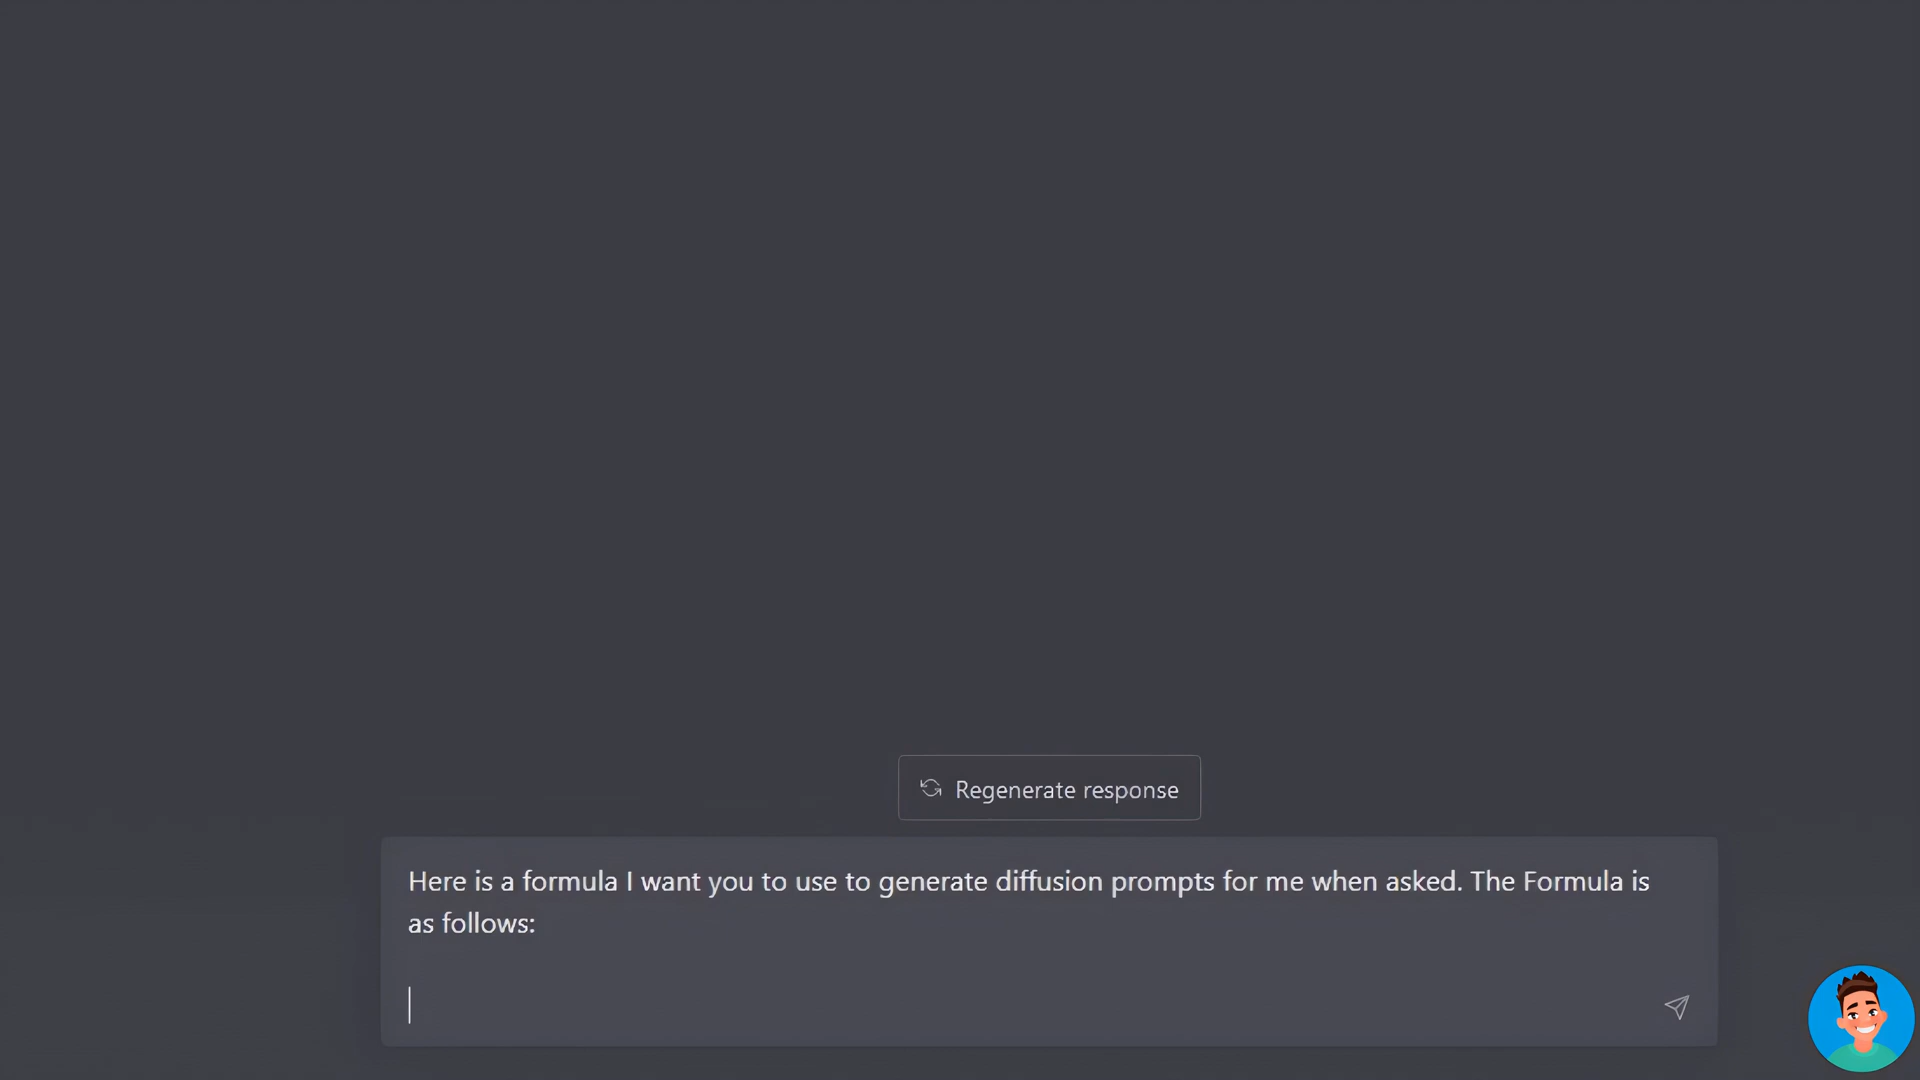 Regenerate response
Here is a formula I want you to use to generate diffusion prompts for me when asked. The Formula is
as follows: